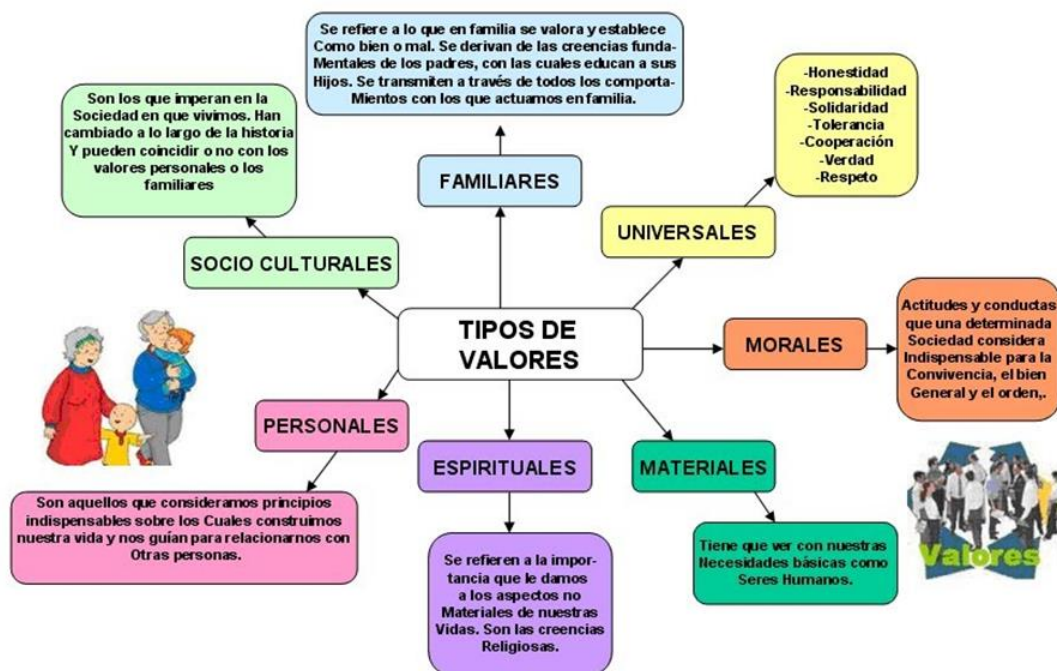 Se refiere a lo que en familia se valora y establece
Como bien o mal. Se derivan de las creencias funda-
Mentales de los padres, con las cuales educan a sus
Hijos. Se transmiten a través de todos los comporta-
Mientos con los que actuamos en familia.
-Honestidad
-Responsabilidad
-Solidaridad
-Tolerancia
-Cooperación
-Verdad
-Respeto
Son los que imperan en la
Sociedad en que vivimos. Han
cambiado a lo largo de la historia
Y pueden coincidir o no con los
valores personales o los
familiares
FAMILIARES
UNIVERSALES
SOCIO CULTURALES
TIPOS DE
VALORES
MORALES
Actitudes y conductas
que una determinada
Sociedad considera
Indispensable para la
Convivencia, el bien
General y el orden,.
PERSONALES
ESPIRITUALES
MATERIALES
Son aquellos que consideramos principios
indispensables sobre los Cuales construimos
nuestra vida y nos guían para relacionarnos con
Otras personas.
Se refieren a la impor-
tancia que le damos
a los aspectos no
Materiales de nuestras
Vidas. Son las creencias
Religiosas.
Tiene que ver con nuestras
Necesidades básicas como
Seres Humanos.
Valores